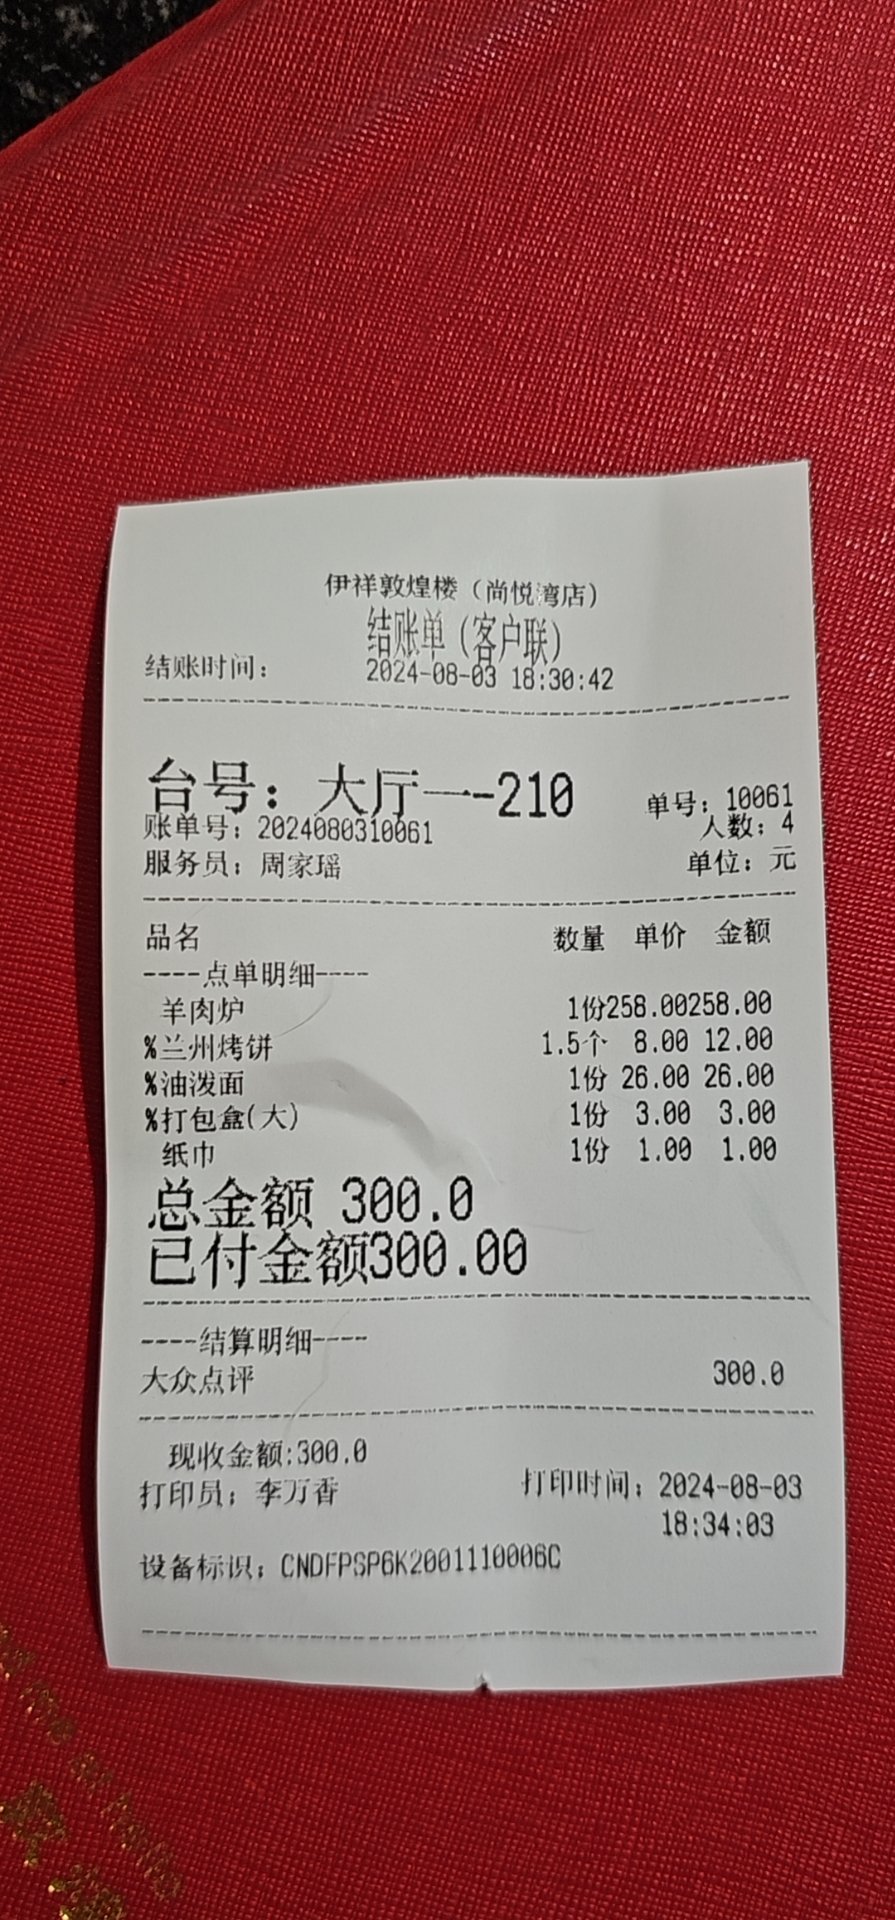 伊祥敦煌楼（尚悦湾店）
结账单（客户联）
结账时间： 2024-08-03 18:30:42
台号：大厅一-210 单号：10061
账单号：2024080310061 人数：4
服务员：周家瑶 单位：元
品名 数量 单价 金额
----点单明细----
羊肉炉 1份258.00258.00
%兰州烤饼 1.5个 8.00 12.00
%油泼面 1份 26.00 26.00
%打包盒(大) 1份 3.00 3.00
纸巾 1份 1.00 1.00
总金额 300.0
已付金额300.00
----结算明细----
大众点评 300.0
现收金额:300.0
打印员：李万香 打印时间：2024-08-03
18:34:03
设备标识：CNDFPSP6K2001110006C